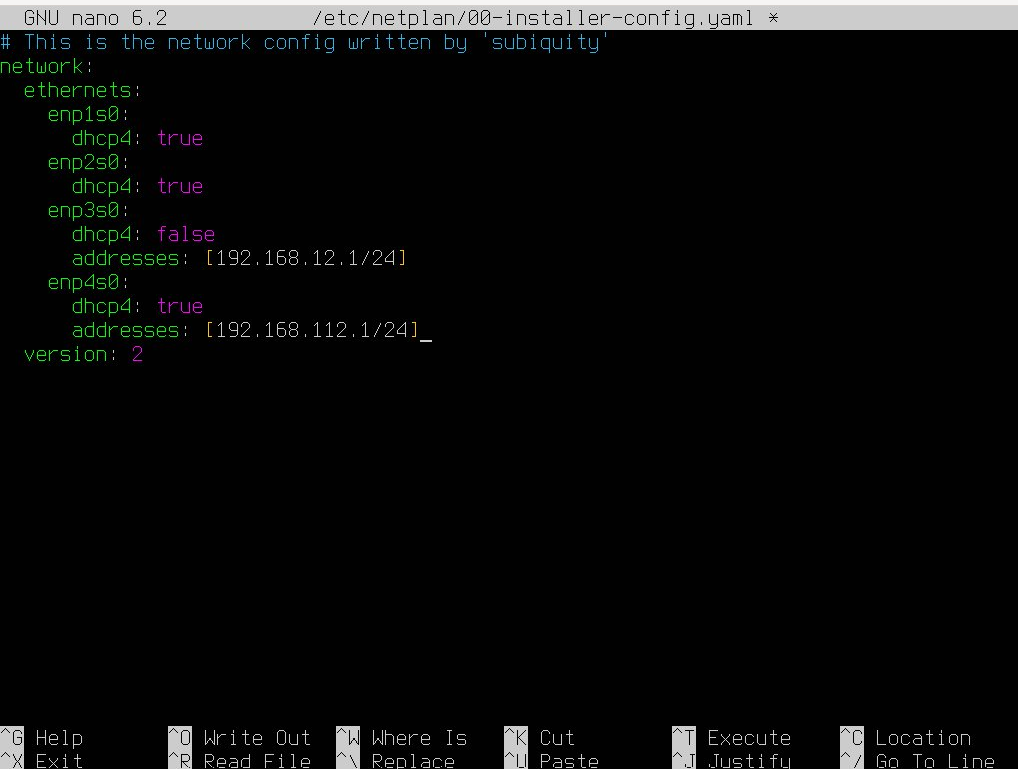 GNU nano 6.2 /etc/netplan/00-installer-config.yaml *
# This is the network config written by 'subiquity'
network:
  ethernets:
    enp1s0:
      dhcp4: true
    enp2s0:
      dhcp4: true
    enp3s0:
      dhcp4: false
      addresses: [192.168.12.1/24]
    enp4s0:
      dhcp4: true
      addresses: [192.168.112.1/24]_
  version: 2
^G Help ^O Write Out ^W Where Is ^K Cut ^T Execute ^C Location
^X Exit ^R Read File ^\ Replace ^U Paste ^J Justify ^/ Go To Line